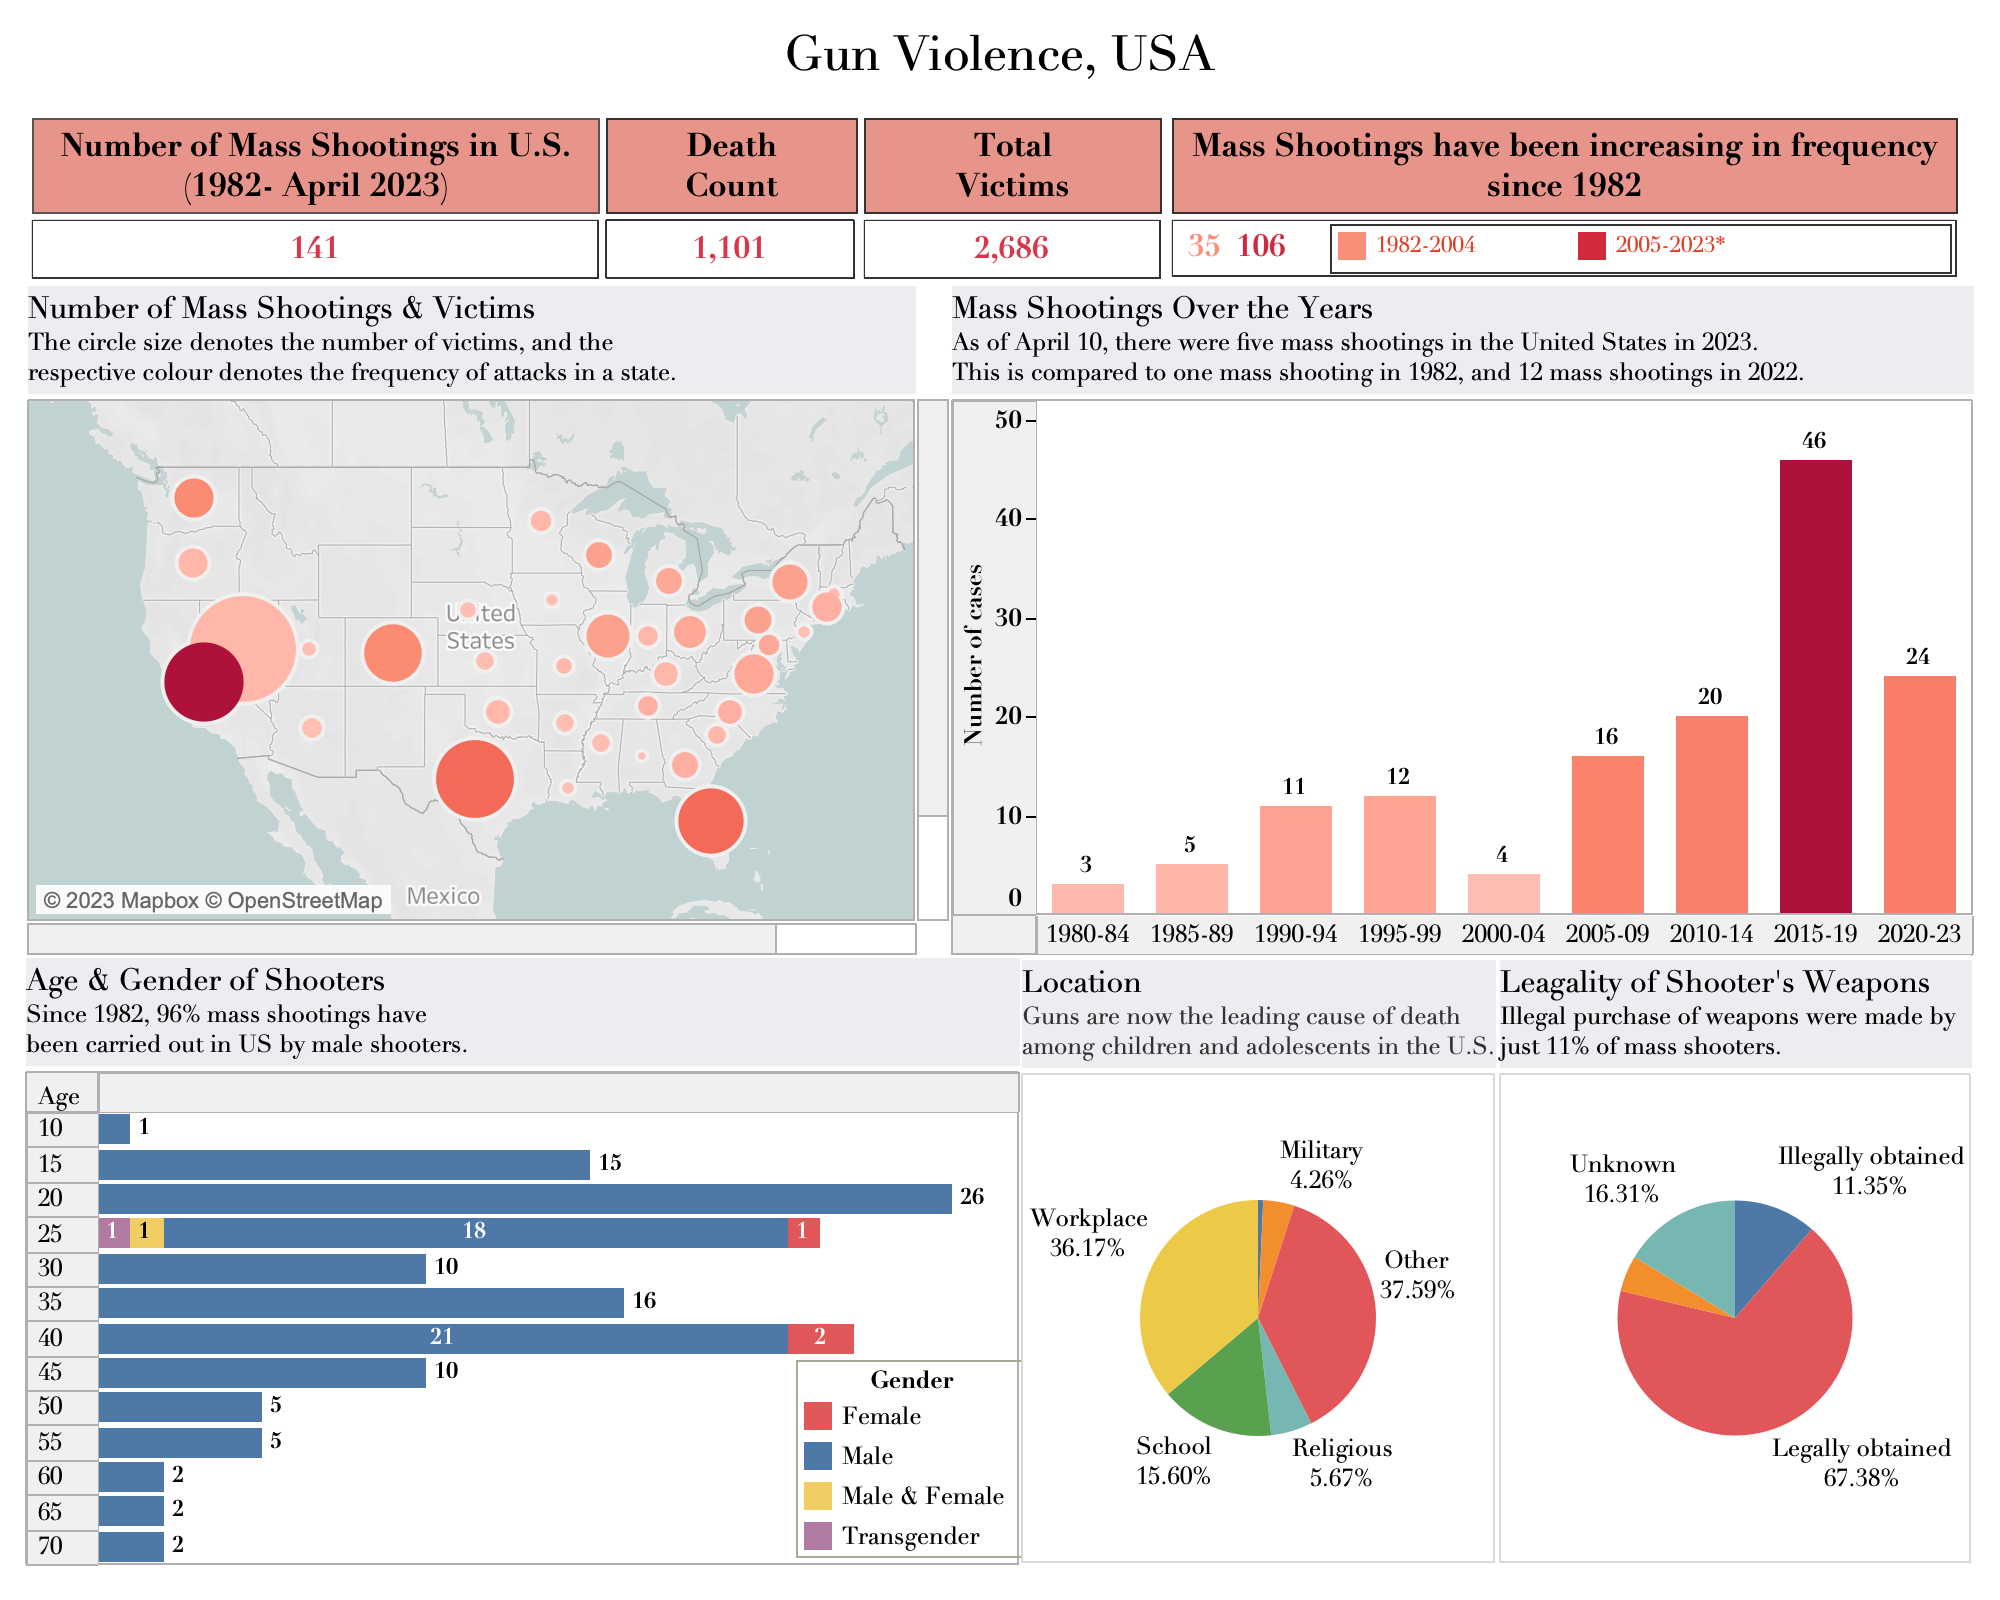 Gun Violence, USA
Number of Mass Shootings in U.S.
(1982- April 2023)
Death
Count
Total
Victims
Mass Shootings have been increasing in frequency
since 1982
141
1,101
2,686
35 106
1982-2004
2005-2023*
Number of Mass Shootings & Victims
The circle size denotes the number of victims, and the
respective colour denotes the frequency of attacks in a state.
Mass Shootings Over the Years
As of April 10, there were five mass shootings in the United States in 2023.
This is compared to one mass shooting in 1982, and 12 mass shootings in 2022.
United
States
Mexico
© 2023 Mapbox © OpenStreetMap
Number of cases
50
40
30
20
10
0
3
5
11
12
4
16
20
46
24
1980-84
1985-89
1990-94
1995-99
2000-04
2005-09
2010-14
2015-19
2020-23
Age & Gender of Shooters
Since 1982, 96% mass shootings have
been carried out in US by male shooters.
Age
10 1
15 15
20 26
25 1 1 18 1
30 10
35 16
40 21 2
45 10
50 5
55 5
60 2
65 2
70 2
Gender
Female
Male
Male & Female
Transgender
Location
Guns are now the leading cause of death
among children and adolescents in the U.S.
Military
4.26%
Workplace
36.17%
Other
37.59%
School
15.60%
Religious
5.67%
Leagality of Shooter's Weapons
Illegal purchase of weapons were made by
just 11% of mass shooters.
Unknown
16.31%
Illegally obtained
11.35%
Legally obtained
67.38%